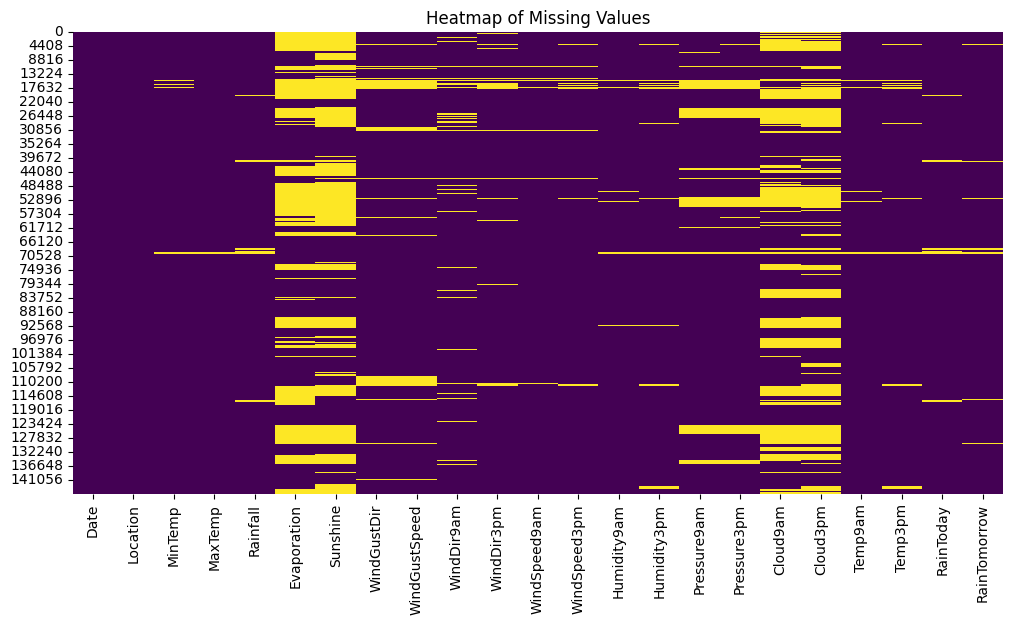 Heatmap of Missing Values
0
4408
8816
13224
17632
22040
26448
30856
35264
39672
44080
48488
52896
57304
61712
66120
70528
74936
79344
83752
88160
92568
96976
101384
105792
110200
114608
119016
123424
127832
132240
136648
141056
Date
Location
MinTemp
MaxTemp
Rainfall
Evaporation
Sunshine
WindGustDir
WindGustSpeed
WindDir9am
WindDir3pm
WindSpeed9am
WindSpeed3pm
Humidity9am
Humidity3pm
Pressure9am
Pressure3pm
Cloud9am
Cloud3pm
Temp9am
Temp3pm
RainToday
RainTomorrow